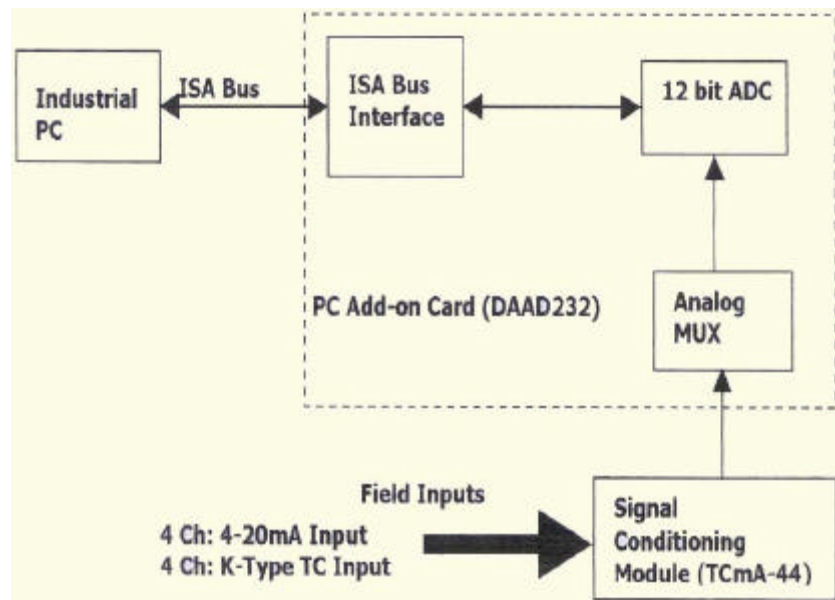 Industrial
PC
ISA Bus
ISA Bus
Interface
12 bit ADC
PC Add-on Card (DAAD232)
Analog
MUX
Field Inputs
4 Ch: 4-20mA Input
4 Ch: K-Type TC Input
Signal
Conditioning
Module (TCmA-44)